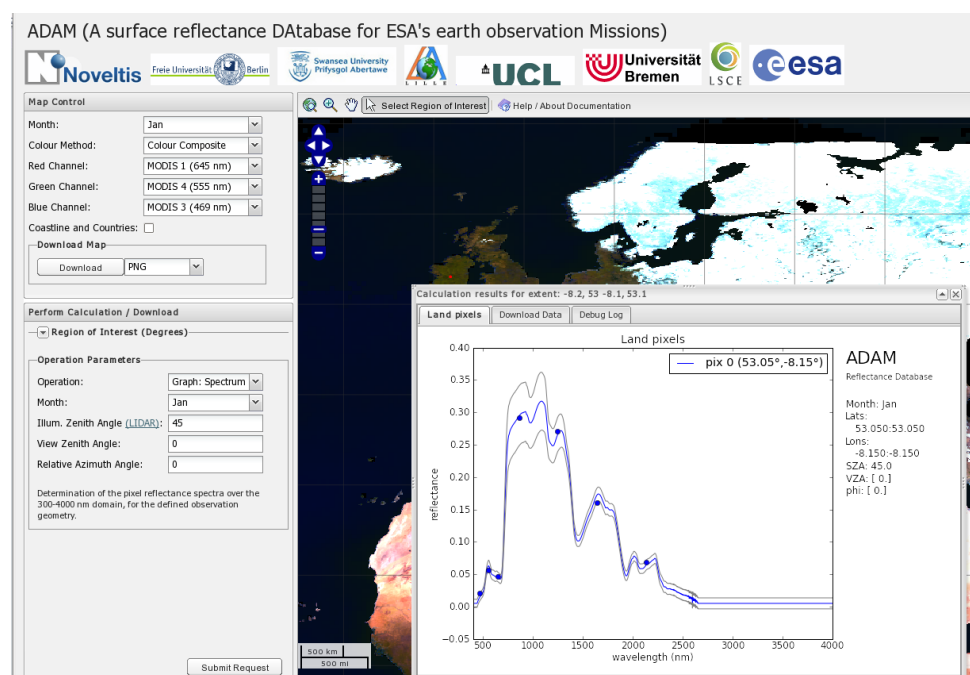 ADAM (A surface reflectance DAtabase for ESA's earth observation Missions)
Noveltis
Freie Universität Berlin
Swansea University
Prifysgol Abertawe
LILLE
UCL
Universität
Bremen
LSCE
esa
Map Control
Month: Jan
Colour Method: Colour Composite
Red Channel: MODIS 1 (645 nm)
Green Channel: MODIS 4 (555 nm)
Blue Channel: MODIS 3 (469 nm)
Coastline and Countries:
Download Map
Download PNG
Perform Calculation / Download
Region of Interest (Degrees)
Operation Parameters
Operation: Graph: Spectrum
Month: Jan
Illum. Zenith Angle (LIDAR): 45
View Zenith Angle: 0
Relative Azimuth Angle: 0
Determination of the pixel reflectance spectra over the
300-4000 nm domain, for the defined observation
geometry.
Submit Request
Select Region of Interest
Help / About Documentation
500 km
500 mi
Calculation results for extent: -8.2, 53 -8.1, 53.1
Land pixels
Download Data
Debug Log
Land pixels
pix 0 (53.05°,-8.15°)
0.40
0.35
0.30
0.25
0.20
0.15
0.10
0.05
0.00
−0.05
reflectance
500 1000 1500 2000 2500 3000 3500 4000
wavelength (nm)
ADAM
Reflectance Database
Month: Jan
Lats:
53.050:53.050
Lons:
-8.150:-8.150
SZA: 45.0
VZA: [ 0.]
phi: [ 0.]